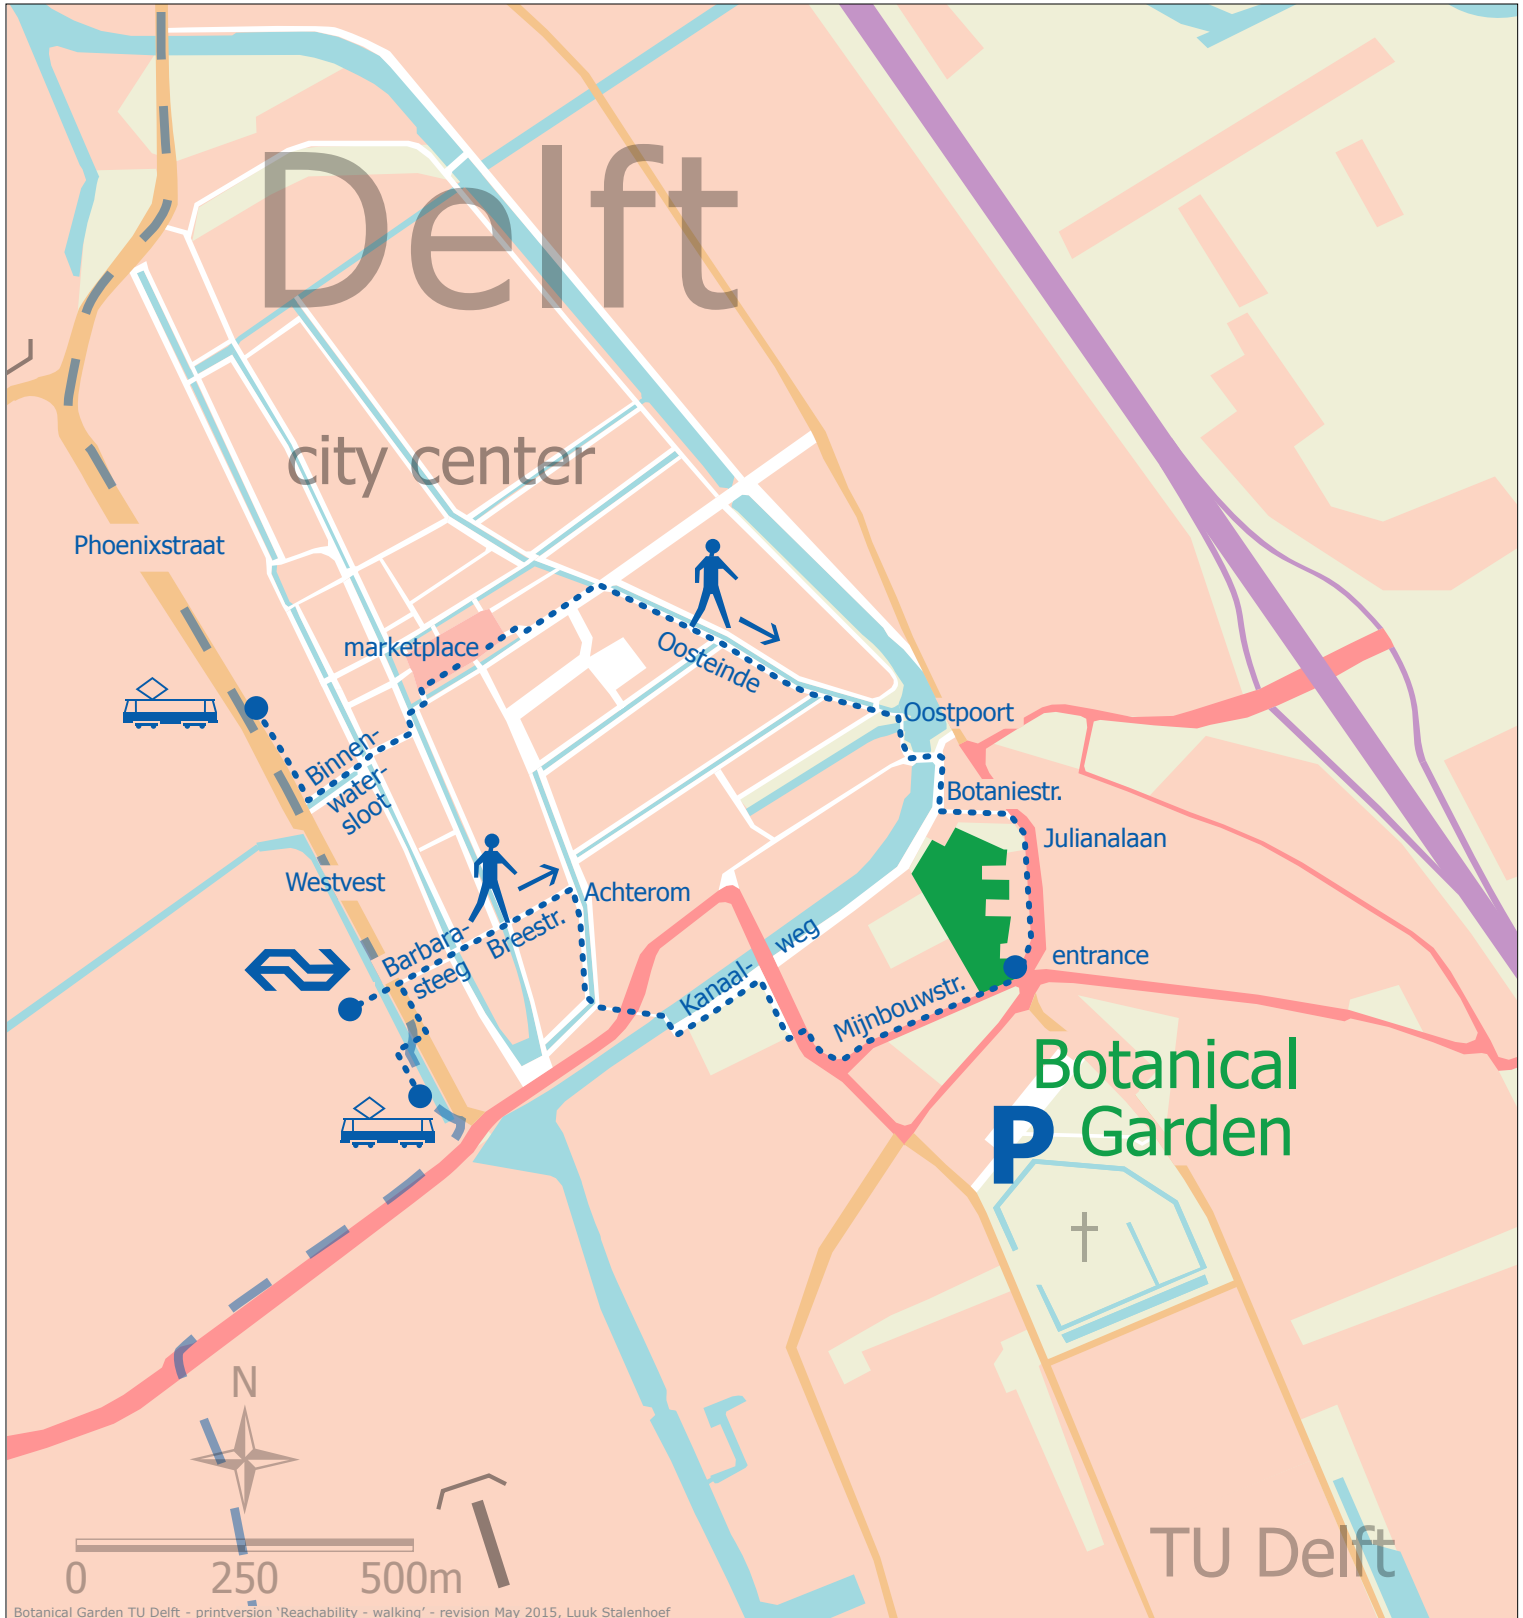 Delft
city center
Phoenixstraat
marketplace
Oosteinde
Oostpoort
Binnen-
water-
sloot
Botaniestr.
Julianalaan
Westvest
Achterom
Barbara-
steeg
Breestr.
Kanaal-
weg
entrance
Mijnbouwstr.
Botanical
Garden
P
N
TU Delft
0 250 500m
Botanical Garden TU Delft - printversion ‘Reachability - walking’ - revision May 2015, Luuk Stalenhoef